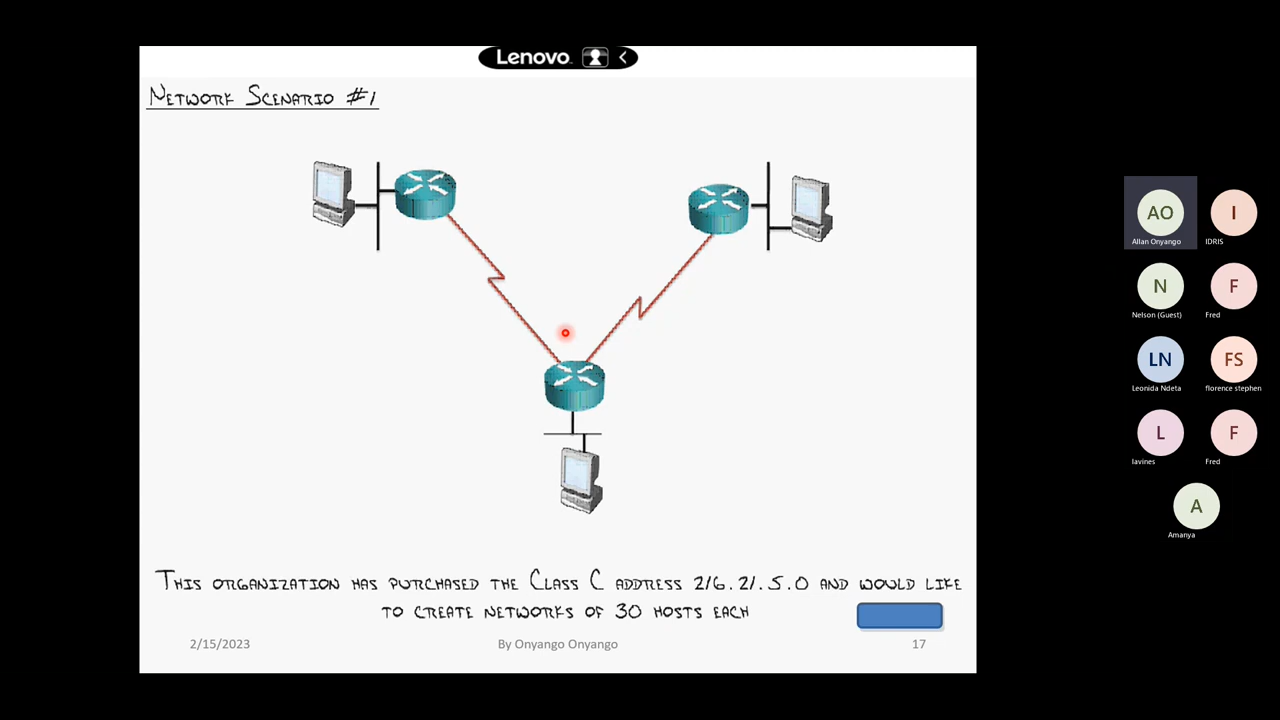 Lenovo.
NETWORK SCENARIO #1
THIS ORGANIZATION HAS PURCHASED THE CLASS C ADDRESS 216.21.5.0 AND WOULD LIKE
TO CREATE NETWORKS OF 30 HOSTS EACH
2/15/2023
By Onyango Onyango
17
AO
Allan Onyango
I
IDRIS
N
Nelson (Guest)
F
Fred
LN
Leonida Ndeta
FS
florence stephen
L
lavines
F
Fred
A
Amanya